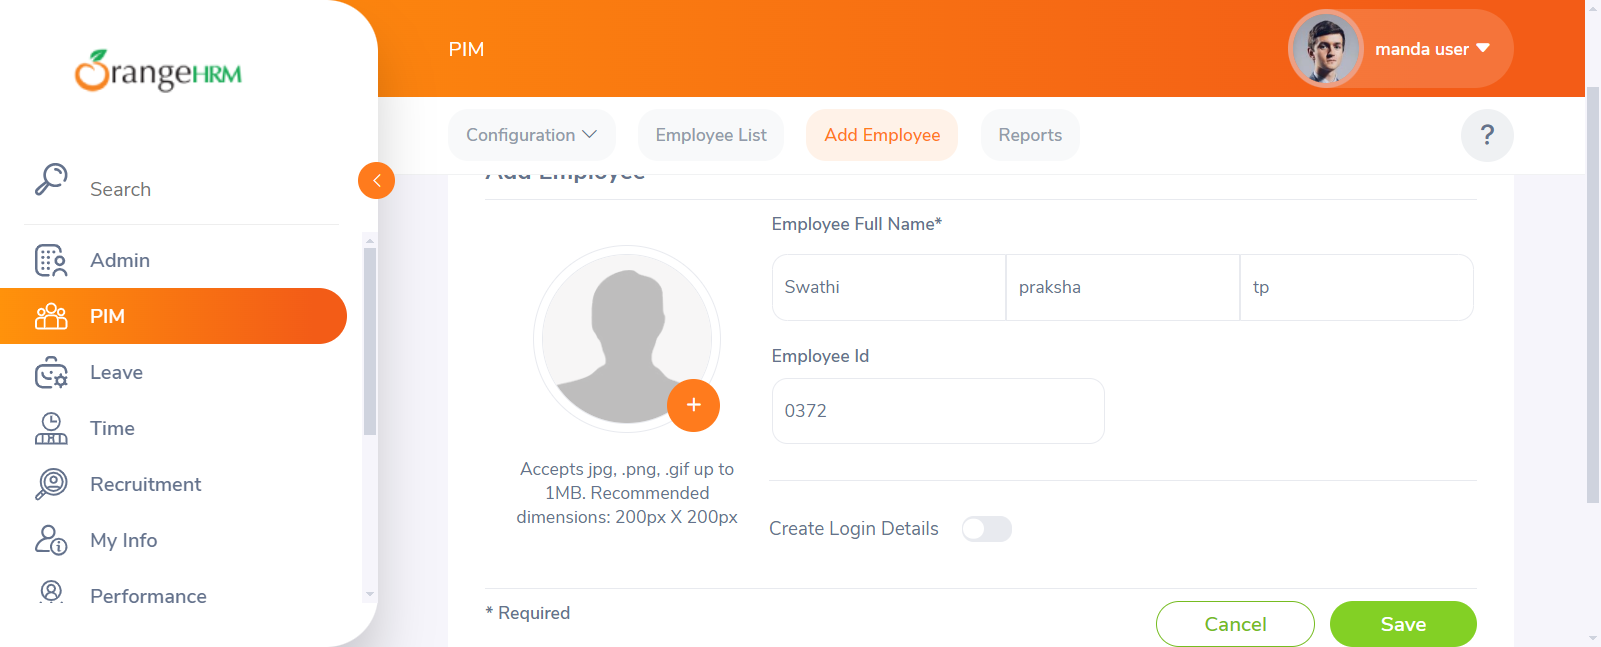 OrangeHRM
PIM
manda user
Configuration
Employee List
Add Employee
Reports
?
Search
Admin
PIM
Leave
Time
Recruitment
My Info
Performance
Add Employee
Employee Full Name*
Swathi
praksha
tp
Employee Id
0372
Accepts jpg, .png, .gif up to
1MB. Recommended
dimensions: 200px X 200px
Create Login Details
* Required
Cancel
Save